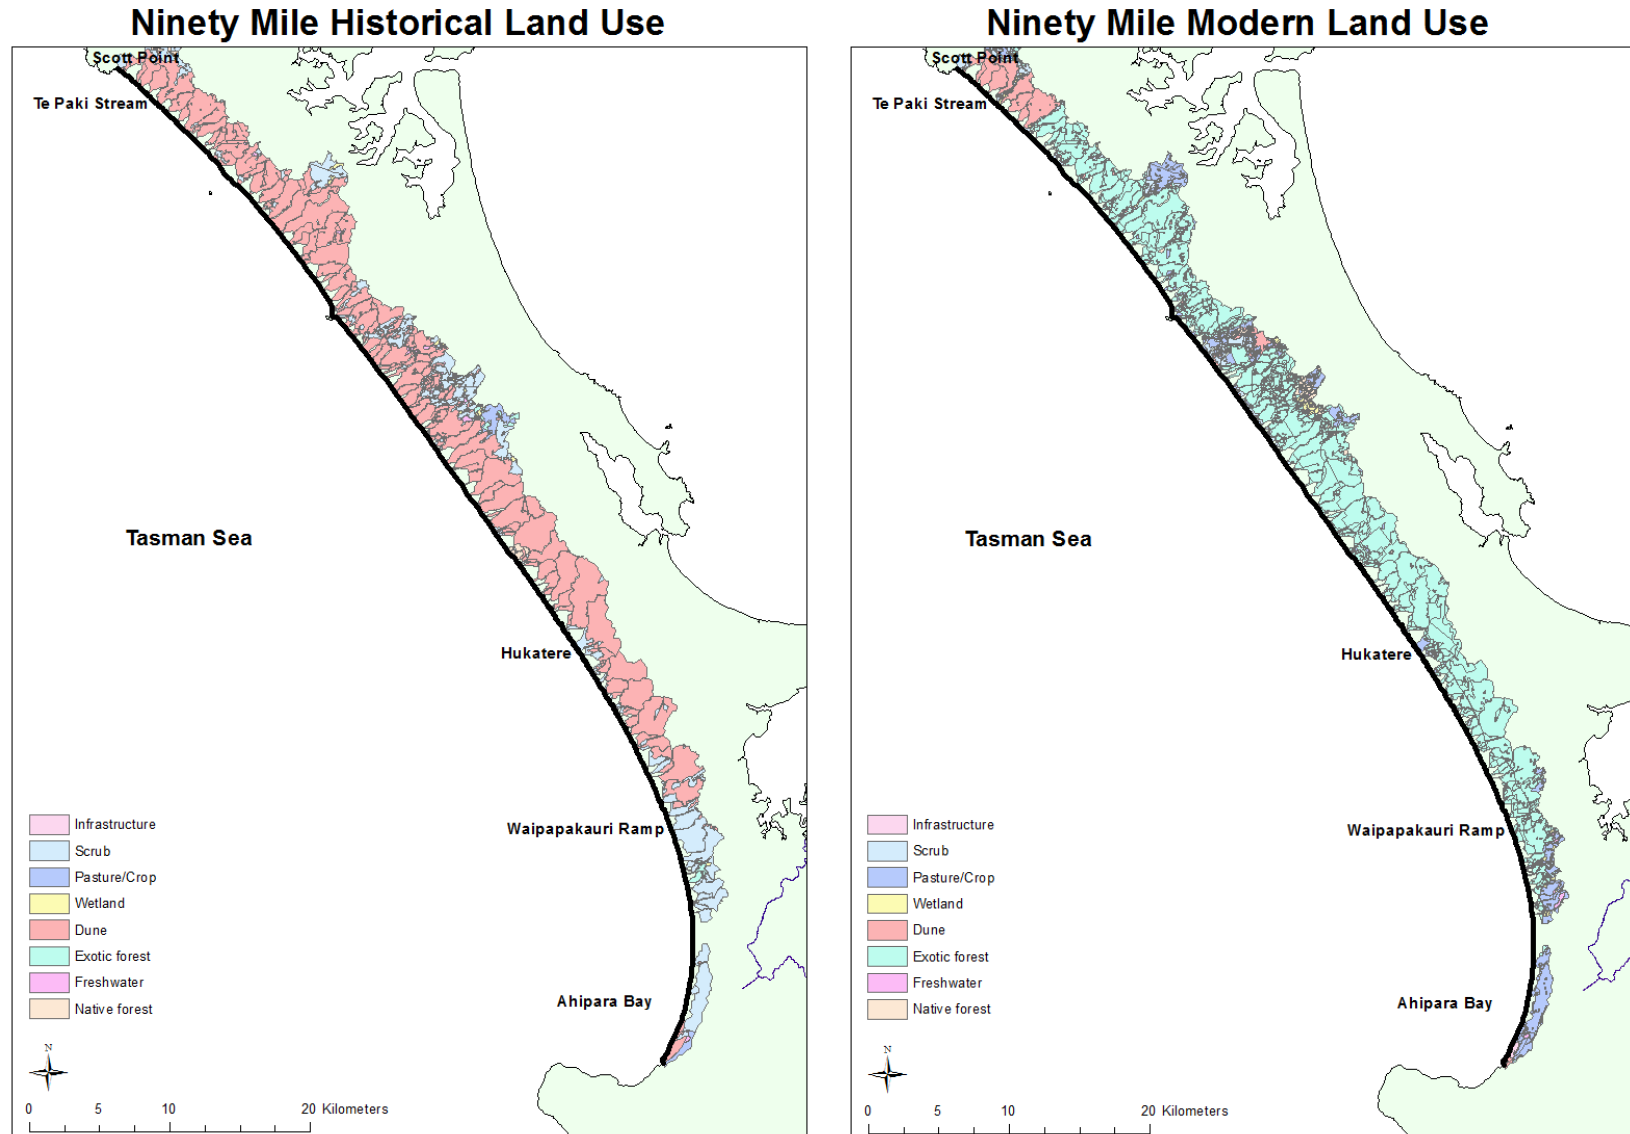 Ninety Mile Historical Land Use
Scott Point
Te Paki Stream
Tasman Sea
Hukatere
Waipapakauri Ramp
Ahipara Bay
Infrastructure
Scrub
Pasture/Crop
Wetland
Dune
Exotic forest
Freshwater
Native forest
N
0 5 10 20 Kilometers
Ninety Mile Modern Land Use
Scott Point
Te Paki Stream
Tasman Sea
Hukatere
Waipapakauri Ramp
Ahipara Bay
Infrastructure
Scrub
Pasture/Crop
Wetland
Dune
Exotic forest
Freshwater
Native forest
N
0 5 10 20 Kilometers